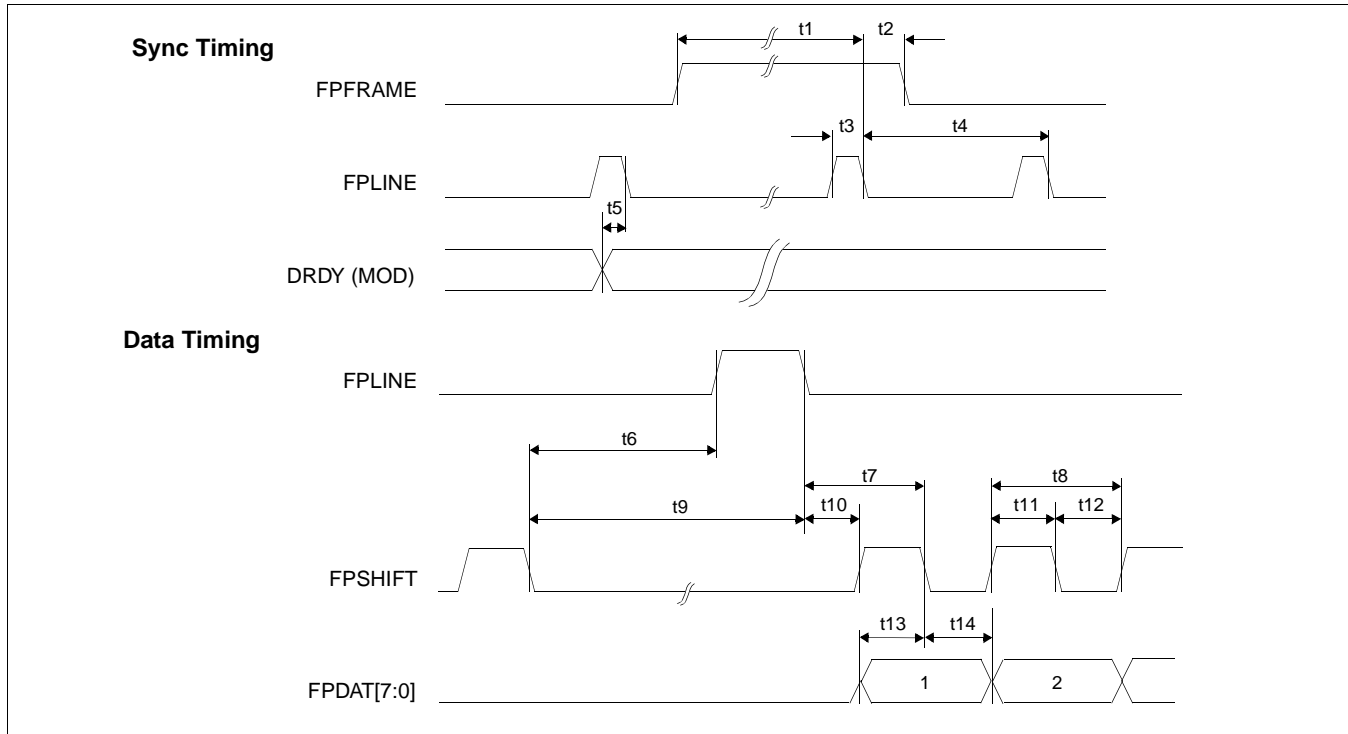 Sync Timing
t1
t2
FPFRAME
t3
t4
FPLINE
t5
DRDY (MOD)
Data Timing
FPLINE
t6
t7
t8
t9
t10
t11
t12
FPSHIFT
t13
t14
FPDAT[7:0]
1
2